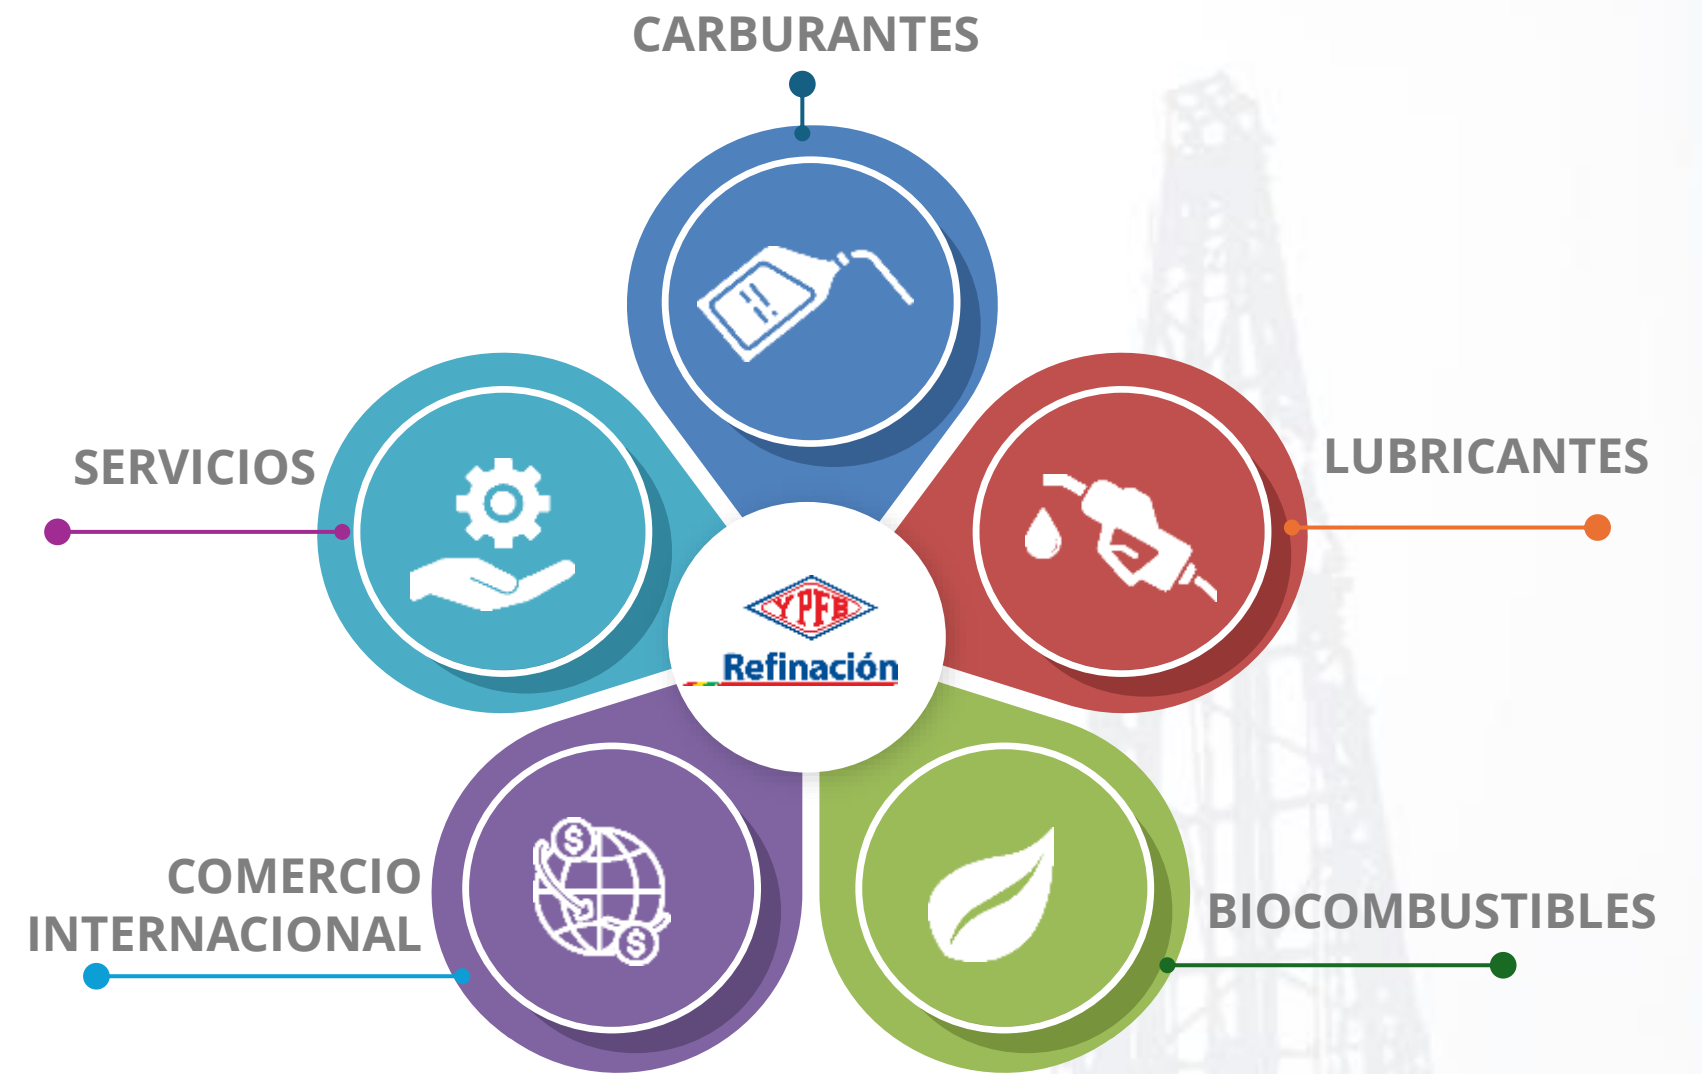 CARBURANTES
SERVICIOS
LUBRICANTES
YPFB
Refinación
COMERCIO
INTERNACIONAL
BIOCOMBUSTIBLES
$
$